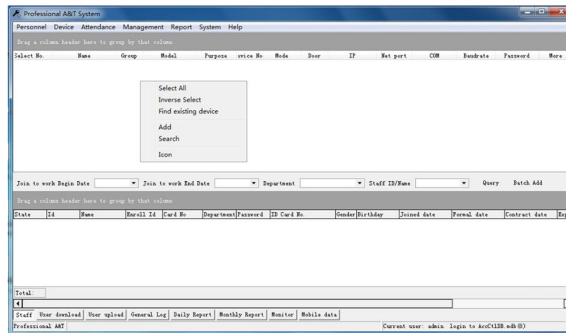 Professional A&T System
Personnel Device Attendance Management Report System Help
Drag a column header here to group by that column
Select No. Name Group Model Purpose vvice No Mode Door IP Net port COM Baudrate Password More
Select All
Inverse Select
Find existing device
Add
Search
Icon
Join to work Begin Date Join to work End Date Department Staff ID/Name Query Batch Add
Drag a column header here to group by that column
State Id Name Enroll Id Card No Department Password ID Card No. Gender Birthday Joined date Formal date Contract date
Total:
Staff User download User upload General Log Daily Report Monthly Report Monitor Mobile data
Professional A&T Current user: admin login to AccCtlDB.mdb(B)